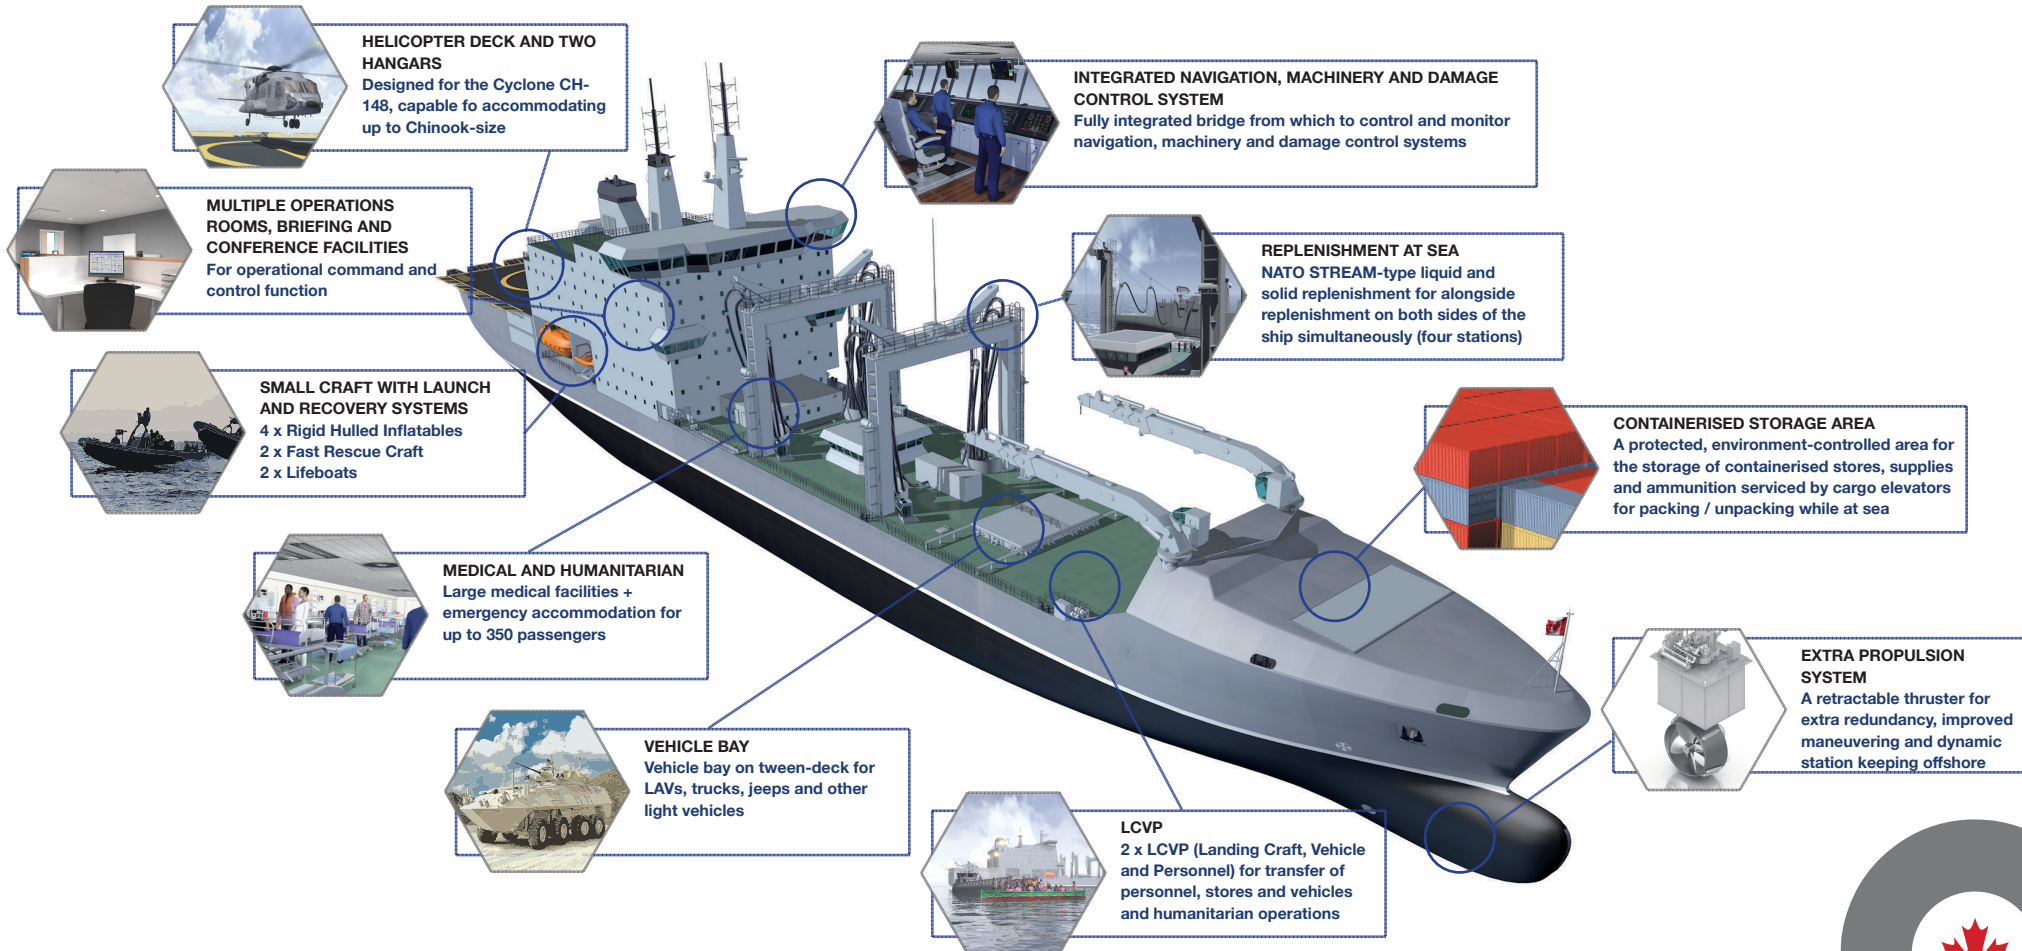 HELICOPTER DECK AND TWO
HANGARS
Designed for the Cyclone CH-
148, capable fo accommodating
up to Chinook-size
INTEGRATED NAVIGATION, MACHINERY AND DAMAGE
CONTROL SYSTEM
Fully integrated bridge from which to control and monitor
navigation, machinery and damage control systems
MULTIPLE OPERATIONS
ROOMS, BRIEFING AND
CONFERENCE FACILITIES
For operational command and
control function
REPLENISHMENT AT SEA
NATO STREAM-type liquid and
solid replenishment for alongside
replenishment on both sides of the
ship simultaneously (four stations)
SMALL CRAFT WITH LAUNCH
AND RECOVERY SYSTEMS
4 x Rigid Hulled Inflatables
2 x Fast Rescue Craft
2 x Lifeboats
CONTAINERISED STORAGE AREA
A protected, environment-controlled area for
the storage of containerised stores, supplies
and ammunition serviced by cargo elevators
for packing / unpacking while at sea
MEDICAL AND HUMANITARIAN
Large medical facilities +
emergency accommodation for
up to 350 passengers
EXTRA PROPULSION
SYSTEM
A retractable thruster for
extra redundancy, improved
maneuvering and dynamic
station keeping offshore
VEHICLE BAY
Vehicle bay on tween-deck for
LAVs, trucks, jeeps and other
light vehicles
LCVP
2 x LCVP (Landing Craft, Vehicle
and Personnel) for transfer of
personnel, stores and vehicles
and humanitarian operations